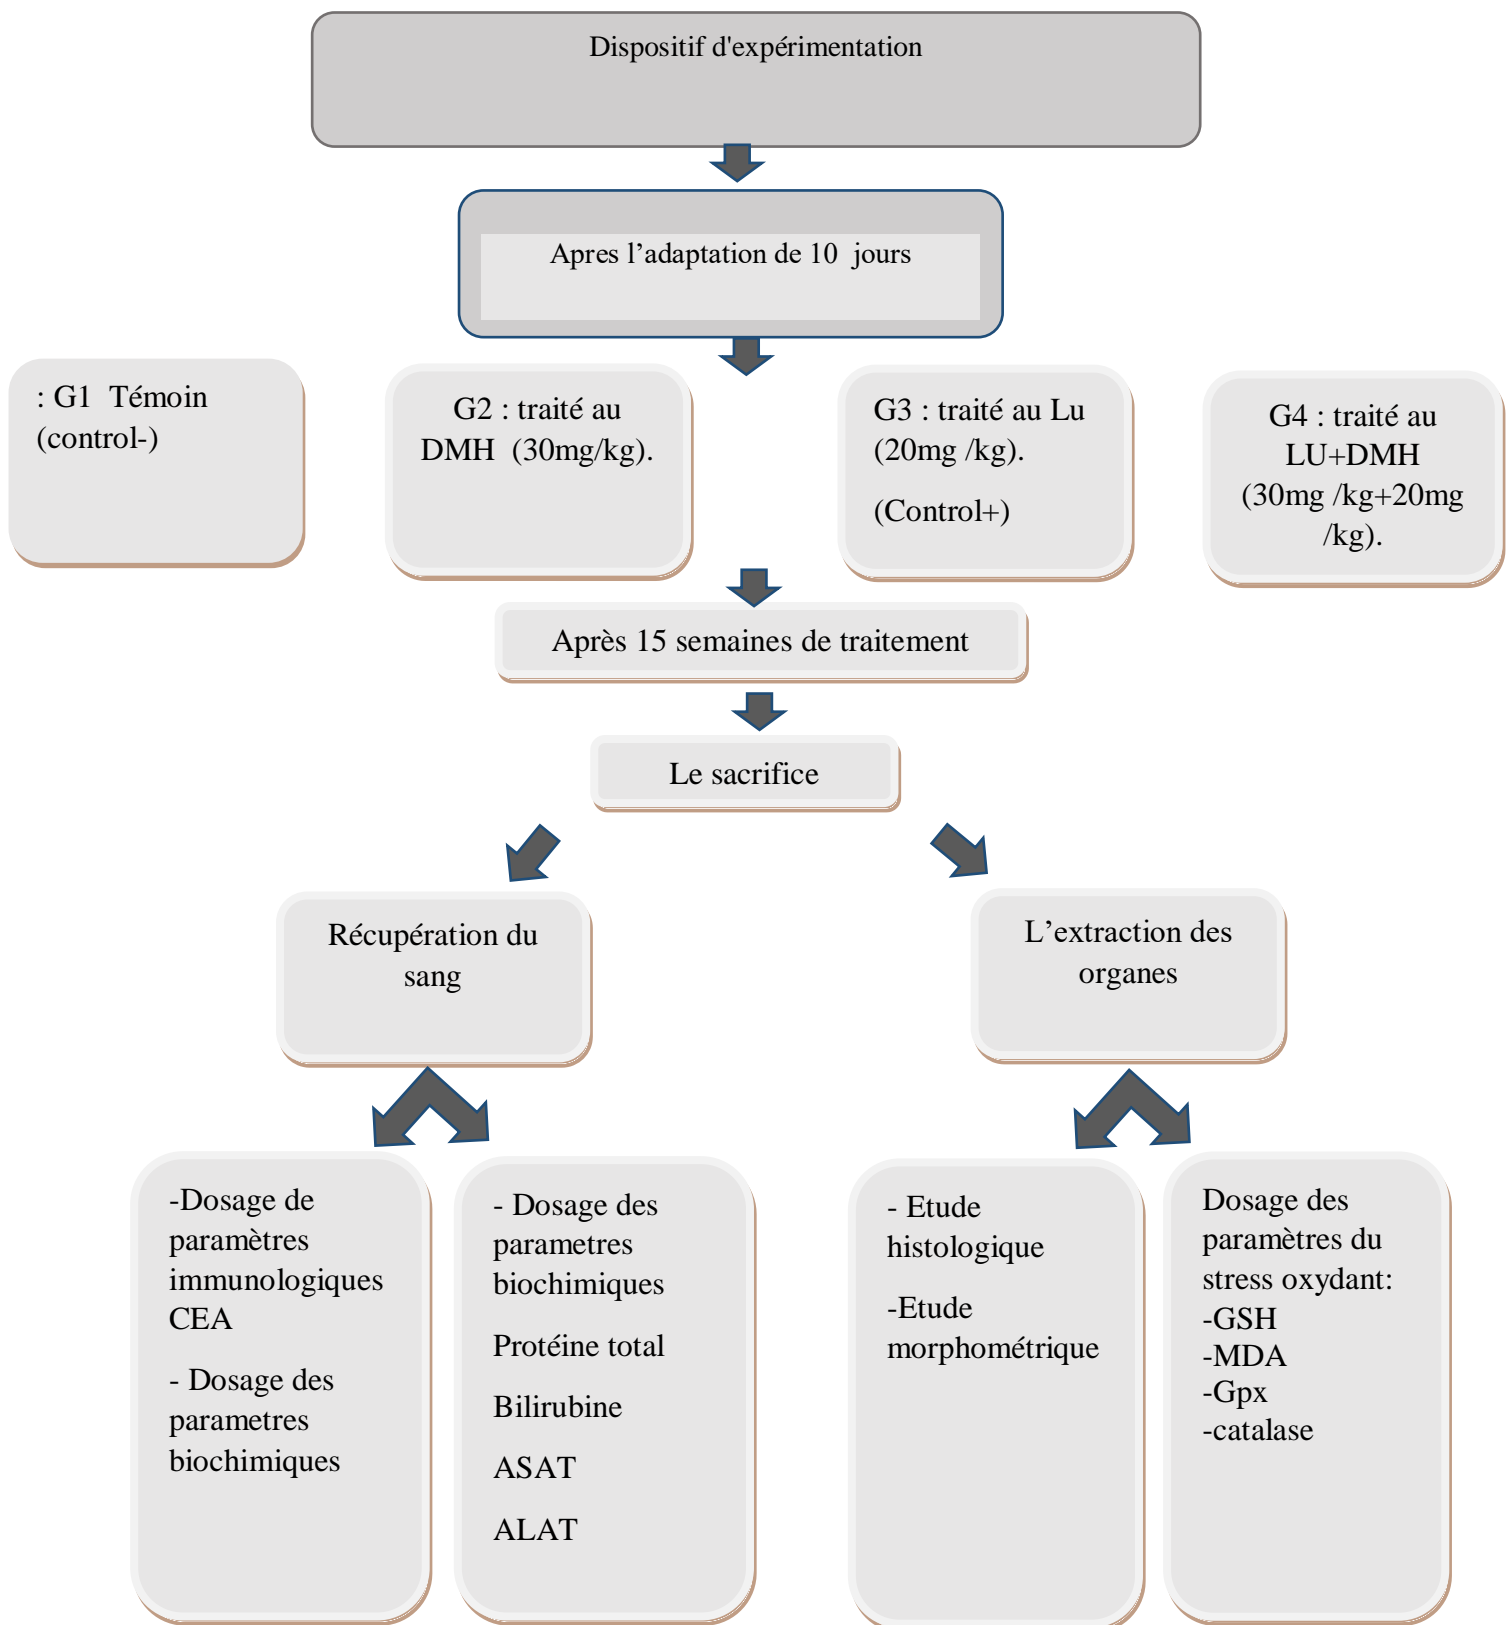 Dispositif d'expérimentation
Apres l’adaptation de 10 jours
: G1 Témoin
(control-)
G2 : traité au
DMH (30mg/kg).
G3 : traité au Lu
(20mg /kg).
(Control+)
G4 : traité au
LU+DMH
(30mg /kg+20mg
/kg).
Après 15 semaines de traitement
Le sacrifice
Récupération du
sang
L’extraction des
organes
-Dosage de
paramètres
immunologiques
CEA
- Dosage des
parametres
biochimiques
- Dosage des
parametres
biochimiques
Protéine total
Bilirubine
ASAT
ALAT
- Etude
histologique
-Etude
morphométrique
Dosage des
paramètres du
stress oxydant:
-GSH
-MDA
-Gpx
-catalase